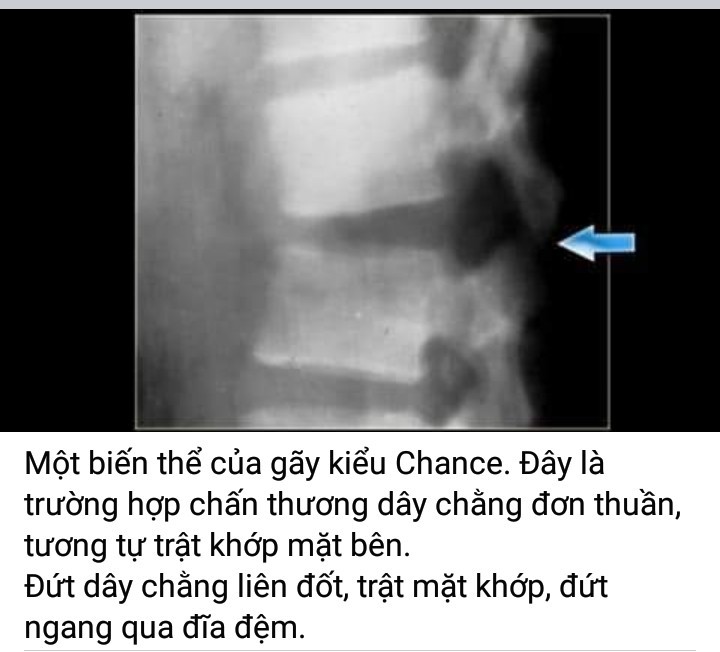 Một biến thể của gãy kiểu Chance. Đây là
trường hợp chấn thương dây chằng đơn thuần,
tương tự trật khớp mặt bên.
Đứt dây chằng liên đốt, trật mặt khớp, đứt
ngang qua đĩa đệm.